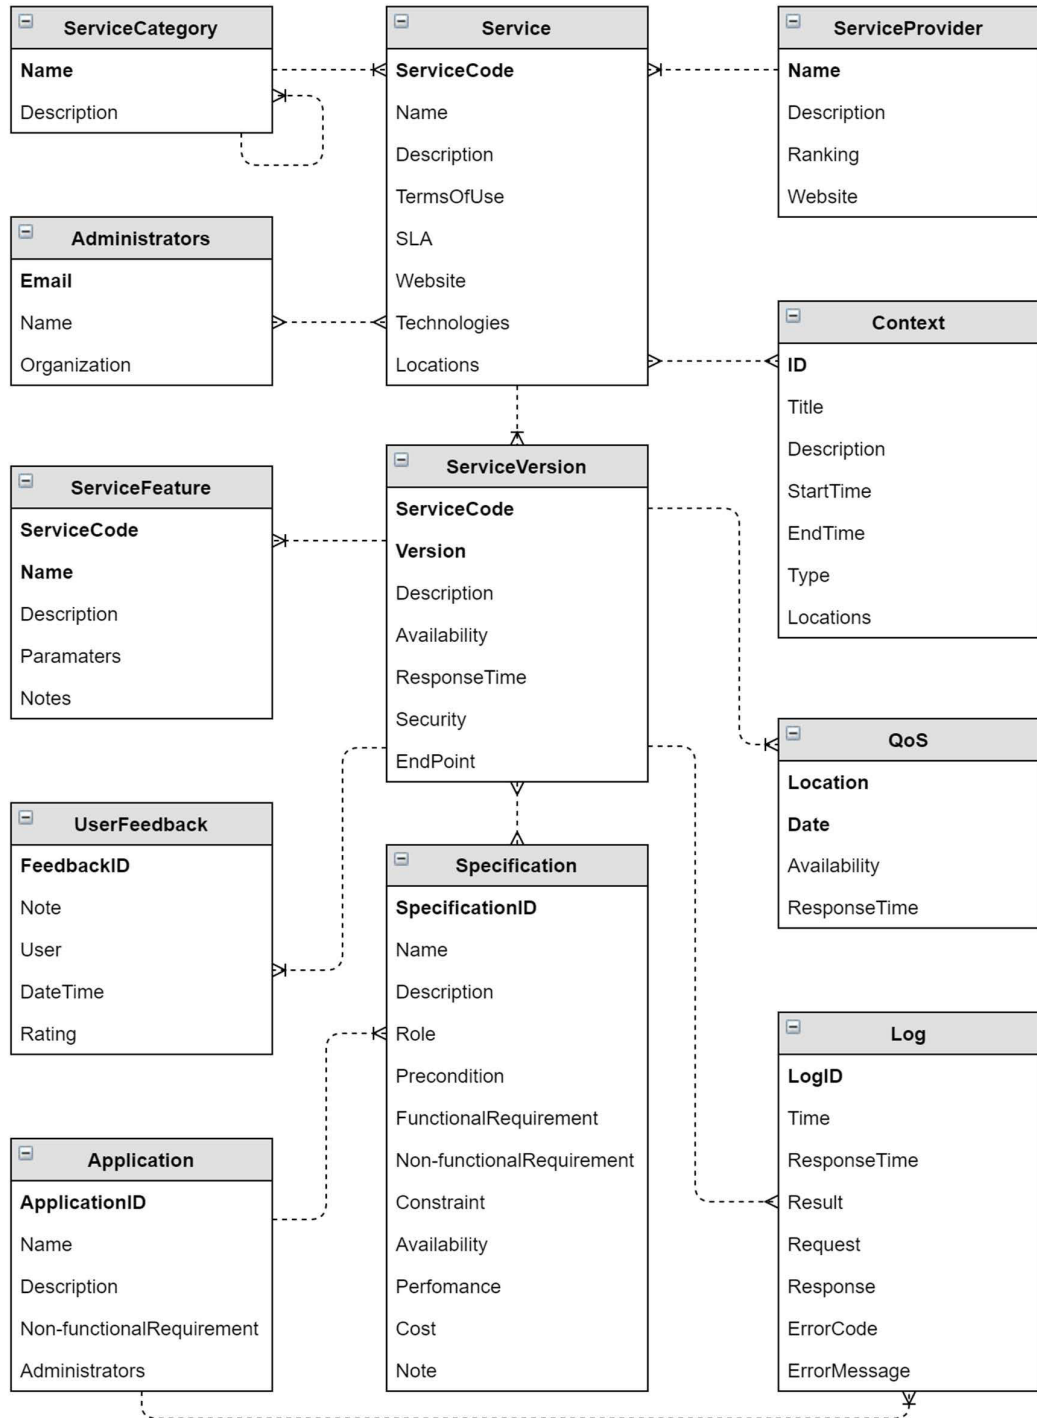 ServiceCategory
Name
Description
Service
ServiceCode
Name
Description
TermsOfUse
SLA
Website
Technologies
Locations
ServiceProvider
Name
Description
Ranking
Website
Administrators
Email
Name
Organization
Context
ID
Title
Description
StartTime
EndTime
Type
Locations
ServiceFeature
ServiceCode
Name
Description
Paramaters
Notes
ServiceVersion
ServiceCode
Version
Description
Availability
ResponseTime
Security
EndPoint
QoS
Location
Date
Availability
ResponseTime
UserFeedback
FeedbackID
Note
User
DateTime
Rating
Specification
SpecificationID
Name
Description
Role
Precondition
FunctionalRequirement
Non-functionalRequirement
Constraint
Availability
Perfomance
Cost
Note
Log
LogID
Time
ResponseTime
Result
Request
Response
ErrorCode
ErrorMessage
Application
ApplicationID
Name
Description
Non-functionalRequirement
Administrators